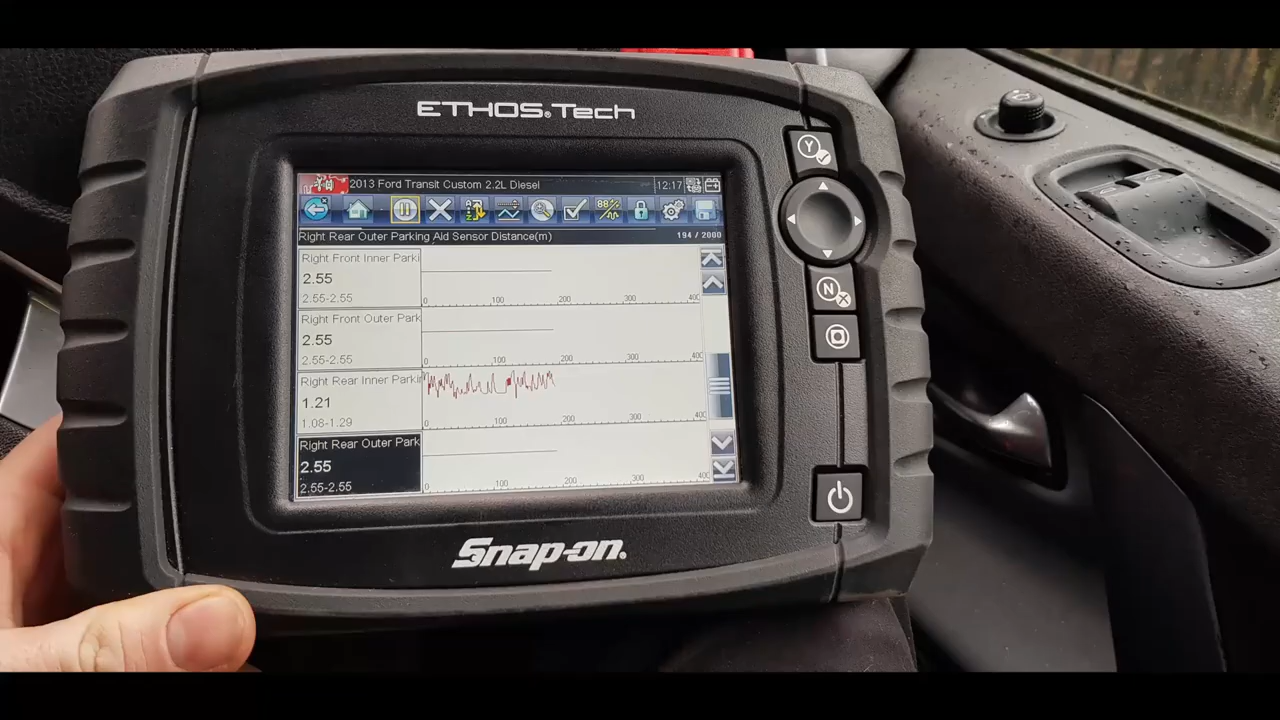 ETHOS.Tech
2013 Ford Transit Custom 2.2L Diesel 12:17
Right Rear Outer Parking Aid Sensor Distance(m) 194 / 2000
Right Front Inner Parki
2.55
2.55-2.55
0 100 200 300 400
Right Front Outer Park
2.55
2.55-2.55
0 100 200 300 400
Right Rear Inner Parkin
1.21
1.08-1.29
0 100 200 300 400
Right Rear Outer Park
2.55
2.55-2.55
0 100 200 300 400
Snap-on
Y
N